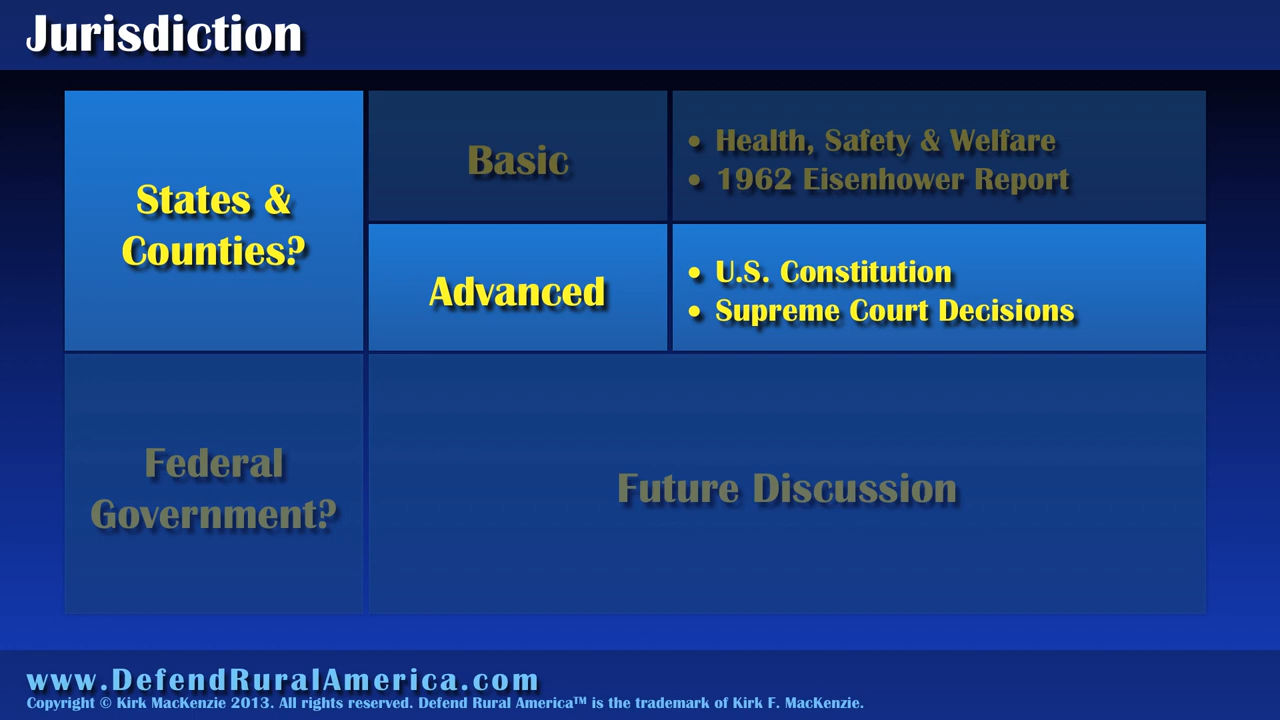 Jurisdiction
States &
Counties?
Basic
• Health, Safety & Welfare
• 1962 Eisenhower Report
Advanced
• U.S. Constitution
• Supreme Court Decisions
Federal
Government?
Future Discussion
www.DefendRuralAmerica.com
Copyright © Kirk MacKenzie 2013. All rights reserved. Defend Rural America™ is the trademark of Kirk F. MacKenzie.